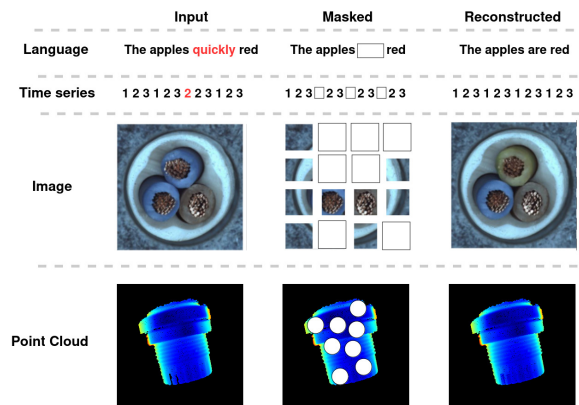 Input Masked Reconstructed
Language The apples quickly red The apples red The apples are red
Time series 1 2 3 1 2 3 2 2 3 1 2 3 1 2 3 2 3 2 3 2 3 1 2 3 1 2 3 1 2 3 1 2 3
Image
Point Cloud